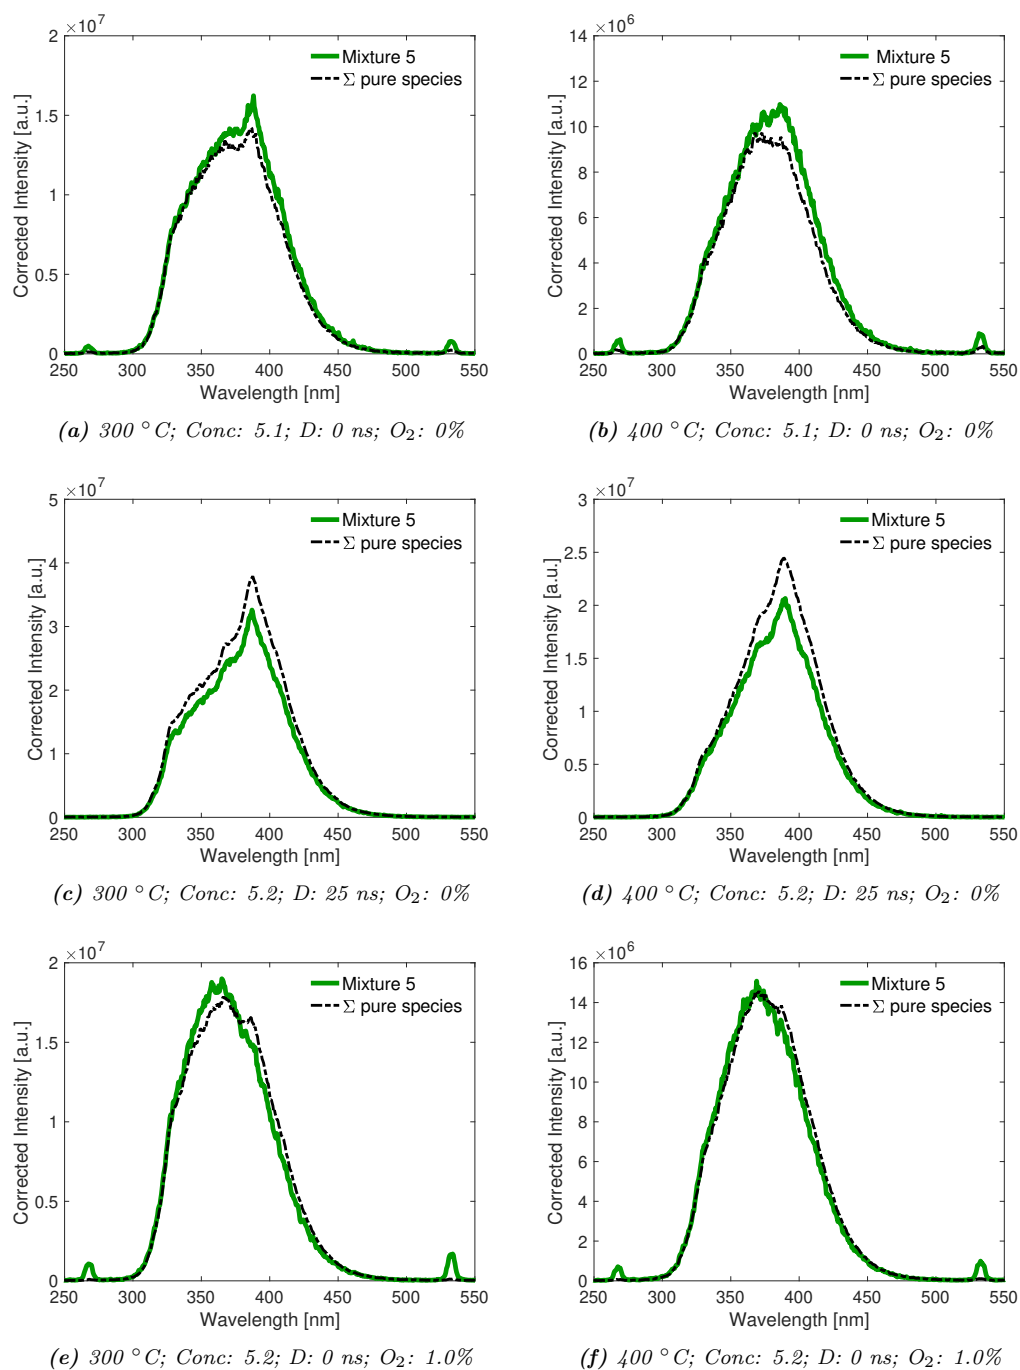 ×10⁷
2
1.5
1
0.5
0
Corrected Intensity [a.u.]
Mixture 5
Σ pure species
250 300 350 400 450 500 550
Wavelength [nm]
(a) 300 °C; Conc: 5.1; D: 0 ns; O₂: 0%
×10⁶
14
12
10
8
6
4
2
0
Corrected Intensity [a.u.]
Mixture 5
Σ pure species
250 300 350 400 450 500 550
Wavelength [nm]
(b) 400 °C; Conc: 5.1; D: 0 ns; O₂: 0%
×10⁷
5
4
3
2
1
0
Corrected Intensity [a.u.]
Mixture 5
Σ pure species
250 300 350 400 450 500 550
Wavelength [nm]
(c) 300 °C; Conc: 5.2; D: 25 ns; O₂: 0%
×10⁷
3
2.5
2
1.5
1
0.5
0
Corrected Intensity [a.u.]
Mixture 5
Σ pure species
250 300 350 400 450 500 550
Wavelength [nm]
(d) 400 °C; Conc: 5.2; D: 25 ns; O₂: 0%
×10⁷
2
1.5
1
0.5
0
Corrected Intensity [a.u.]
Mixture 5
Σ pure species
250 300 350 400 450 500 550
Wavelength [nm]
(e) 300 °C; Conc: 5.2; D: 0 ns; O₂: 1.0%
×10⁶
16
14
12
10
8
6
4
2
0
Corrected Intensity [a.u.]
Mixture 5
Σ pure species
250 300 350 400 450 500 550
Wavelength [nm]
(f) 400 °C; Conc: 5.2; D: 0 ns; O₂: 1.0%